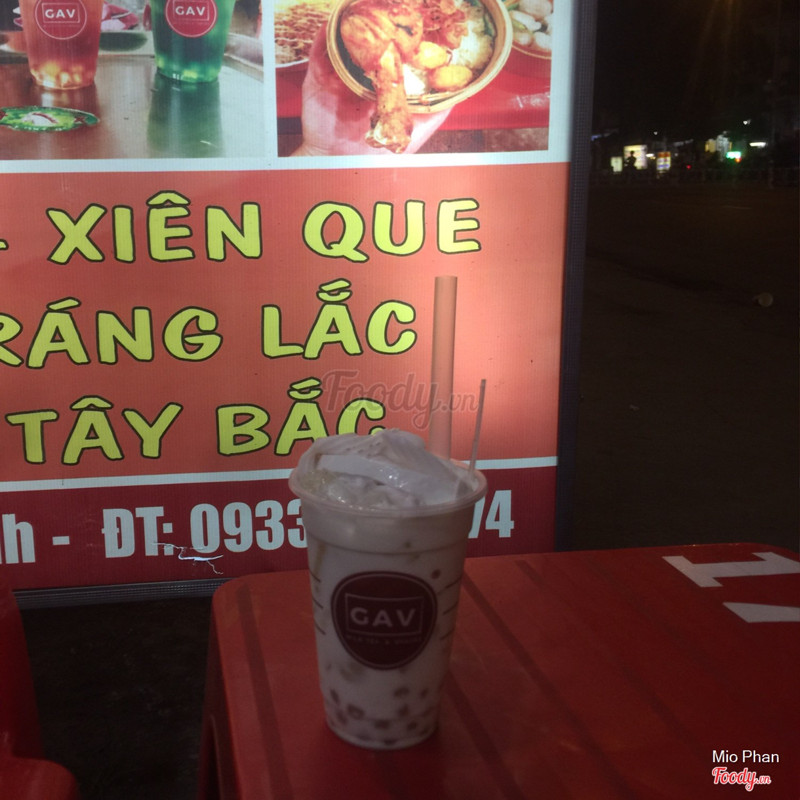 GAV
GAV
- XIÊN QUE
RÁNG LẮC
TÂY BẮC
Foody.vn
h - ĐT: 0933 74
GAV
Mio Phan
Foody.vn